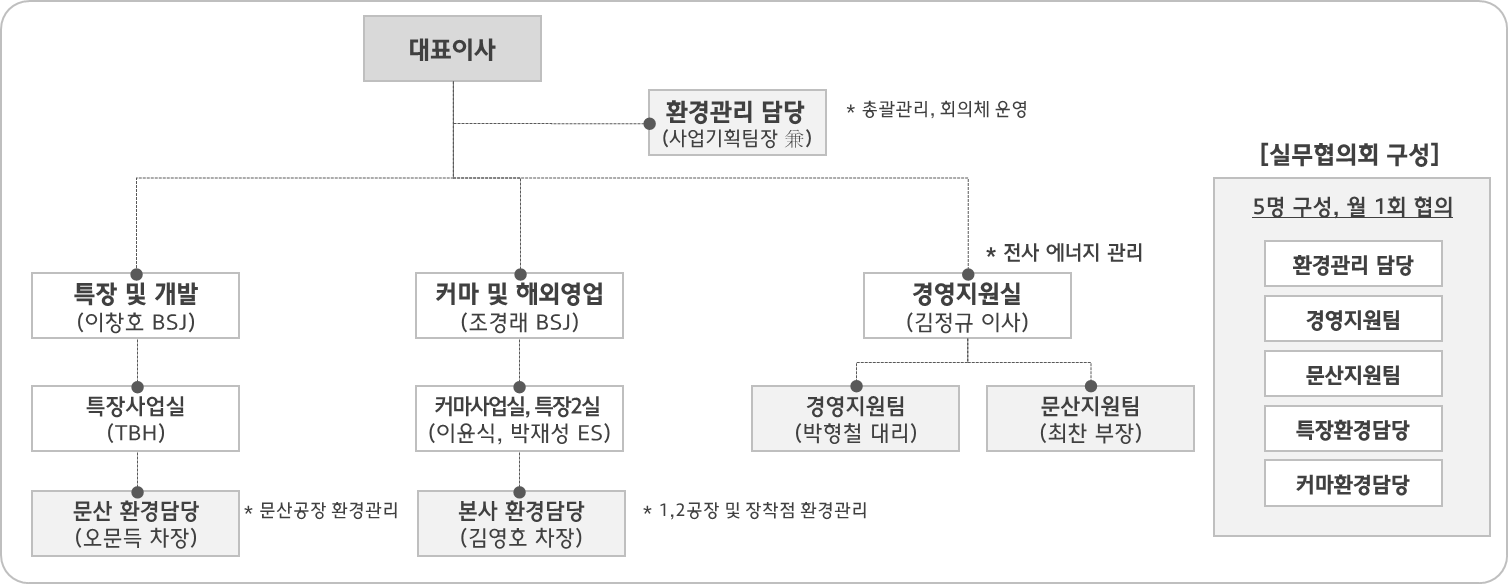 대표이사
환경관리 담당
(사업기획팀장 兼)
* 총괄관리, 회의체 운영
[실무협의회 구성]
5명 구성, 월 1회 협의
환경관리 담당
경영지원팀
문산지원팀
특장환경담당
커마환경담당
* 전사 에너지 관리
특장 및 개발
(이창호 BSJ)
커마 및 해외영업
(조경래 BSJ)
경영지원실
(김정규 이사)
특장사업실
(TBH)
커마사업실, 특장2실
(이윤식, 박재성 ES)
경영지원팀
(박형철 대리)
문산지원팀
(최찬 부장)
문산 환경담당
(오문득 차장)
* 문산공장 환경관리
본사 환경담당
(김영호 차장)
* 1,2공장 및 장착점 환경관리